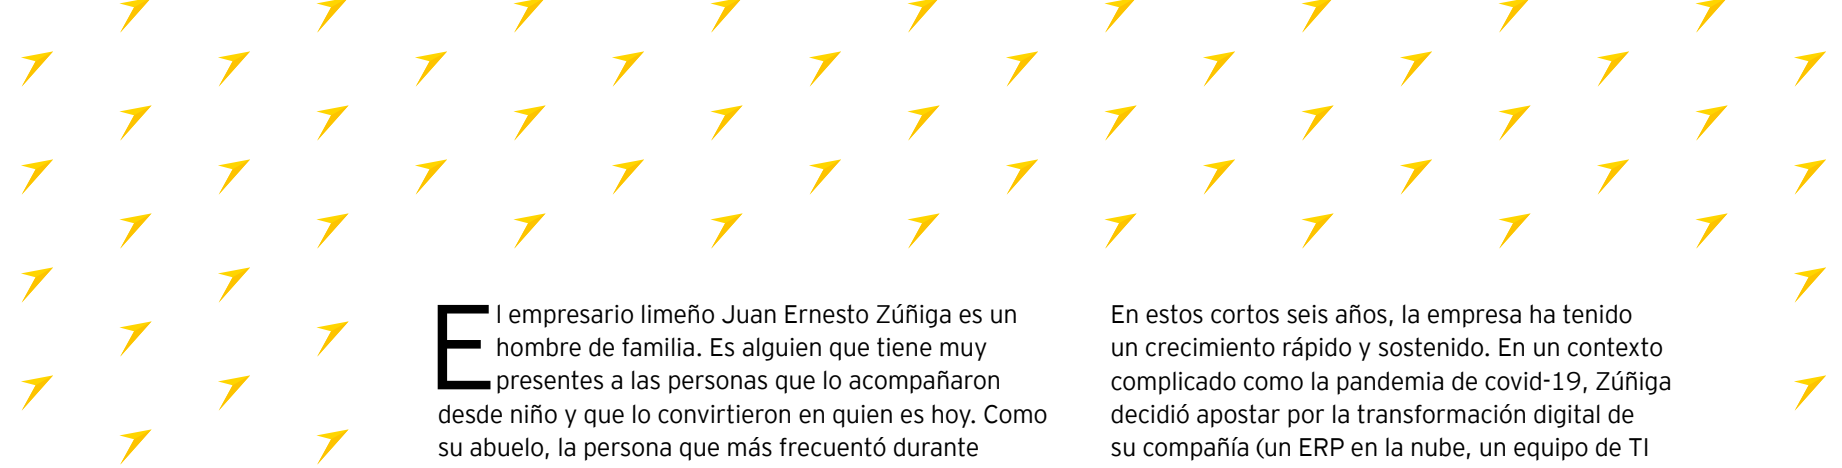 El empresario limeño Juan Ernesto Zúñiga es un
hombre de familia. Es alguien que tiene muy
presentes a las personas que lo acompañaron
desde niño y que lo convirtieron en quien es hoy. Como
su abuelo, la persona que más frecuentó durante
En estos cortos seis años, la empresa ha tenido
un crecimiento rápido y sostenido. En un contexto
complicado como la pandemia de covid-19, Zúñiga
decidió apostar por la transformación digital de
su compañía (un ERP en la nube, un equipo de TI